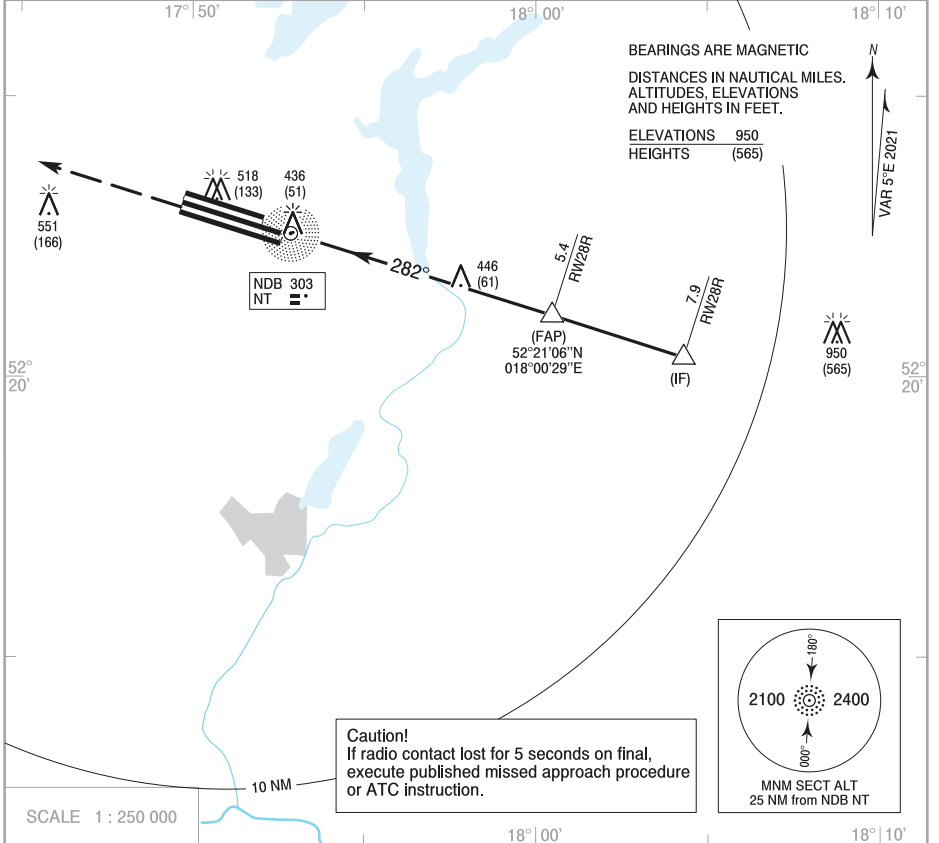 17°50’
18°00’
18°10’
BEARINGS ARE MAGNETIC
DISTANCES IN NAUTICAL MILES.
ALTITUDES, ELEVATIONS
AND HEIGHTS IN FEET.
ELEVATIONS 950
HEIGHTS (565)
N
VAR 5°E 2021
518
(133)
436
(51)
551
(166)
NDB 303
NT
282°
446
(61)
5.4
RW28R
7.9
RW28R
(FAP)
52°21’06’’N
018°00’29’’E
(IF)
950
(565)
52°
20’
52°
20’
180°
2100
2400
000°
MNM SECT ALT
25 NM from NDB NT
Caution!
If radio contact lost for 5 seconds on final,
execute published missed approach procedure
or ATC instruction.
10 NM
SCALE 1 : 250 000
18°00’
18°10’